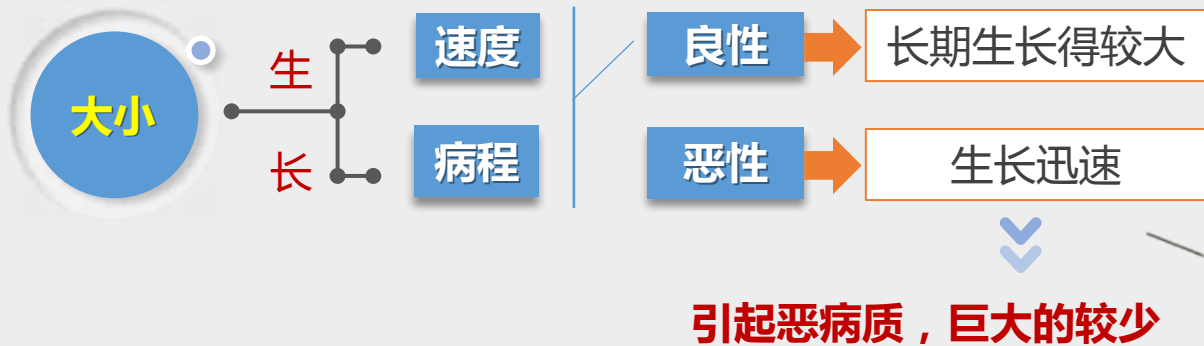 大小
生
长
速度
病程
良性
长期生长得较大
恶性
生长迅速
引起恶病质，巨大的较少